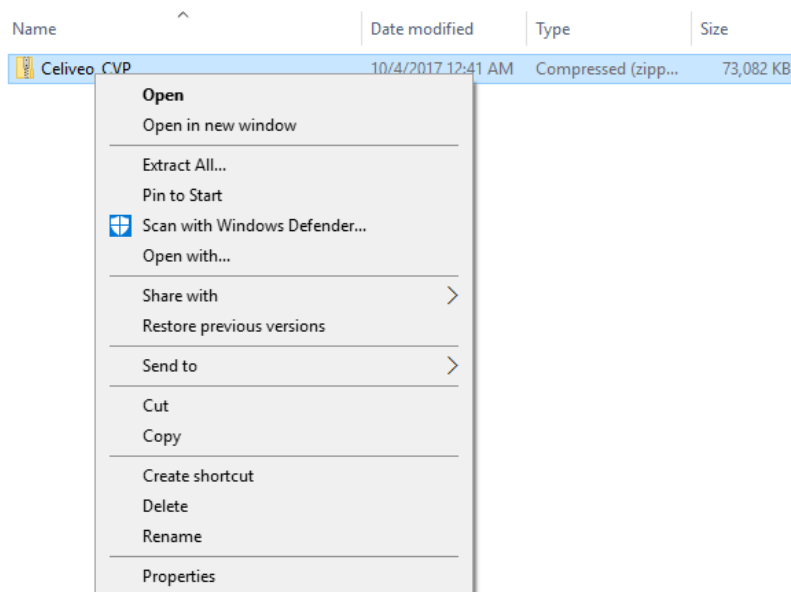 Name Date modified Type Size
Celiveo_CVP 10/4/2017 12:41 AM Compressed (zipp... 73,082 KB
Open
Open in new window
Extract All...
Pin to Start
Scan with Windows Defender...
Open with...
Share with
Restore previous versions
Send to
Cut
Copy
Create shortcut
Delete
Rename
Properties